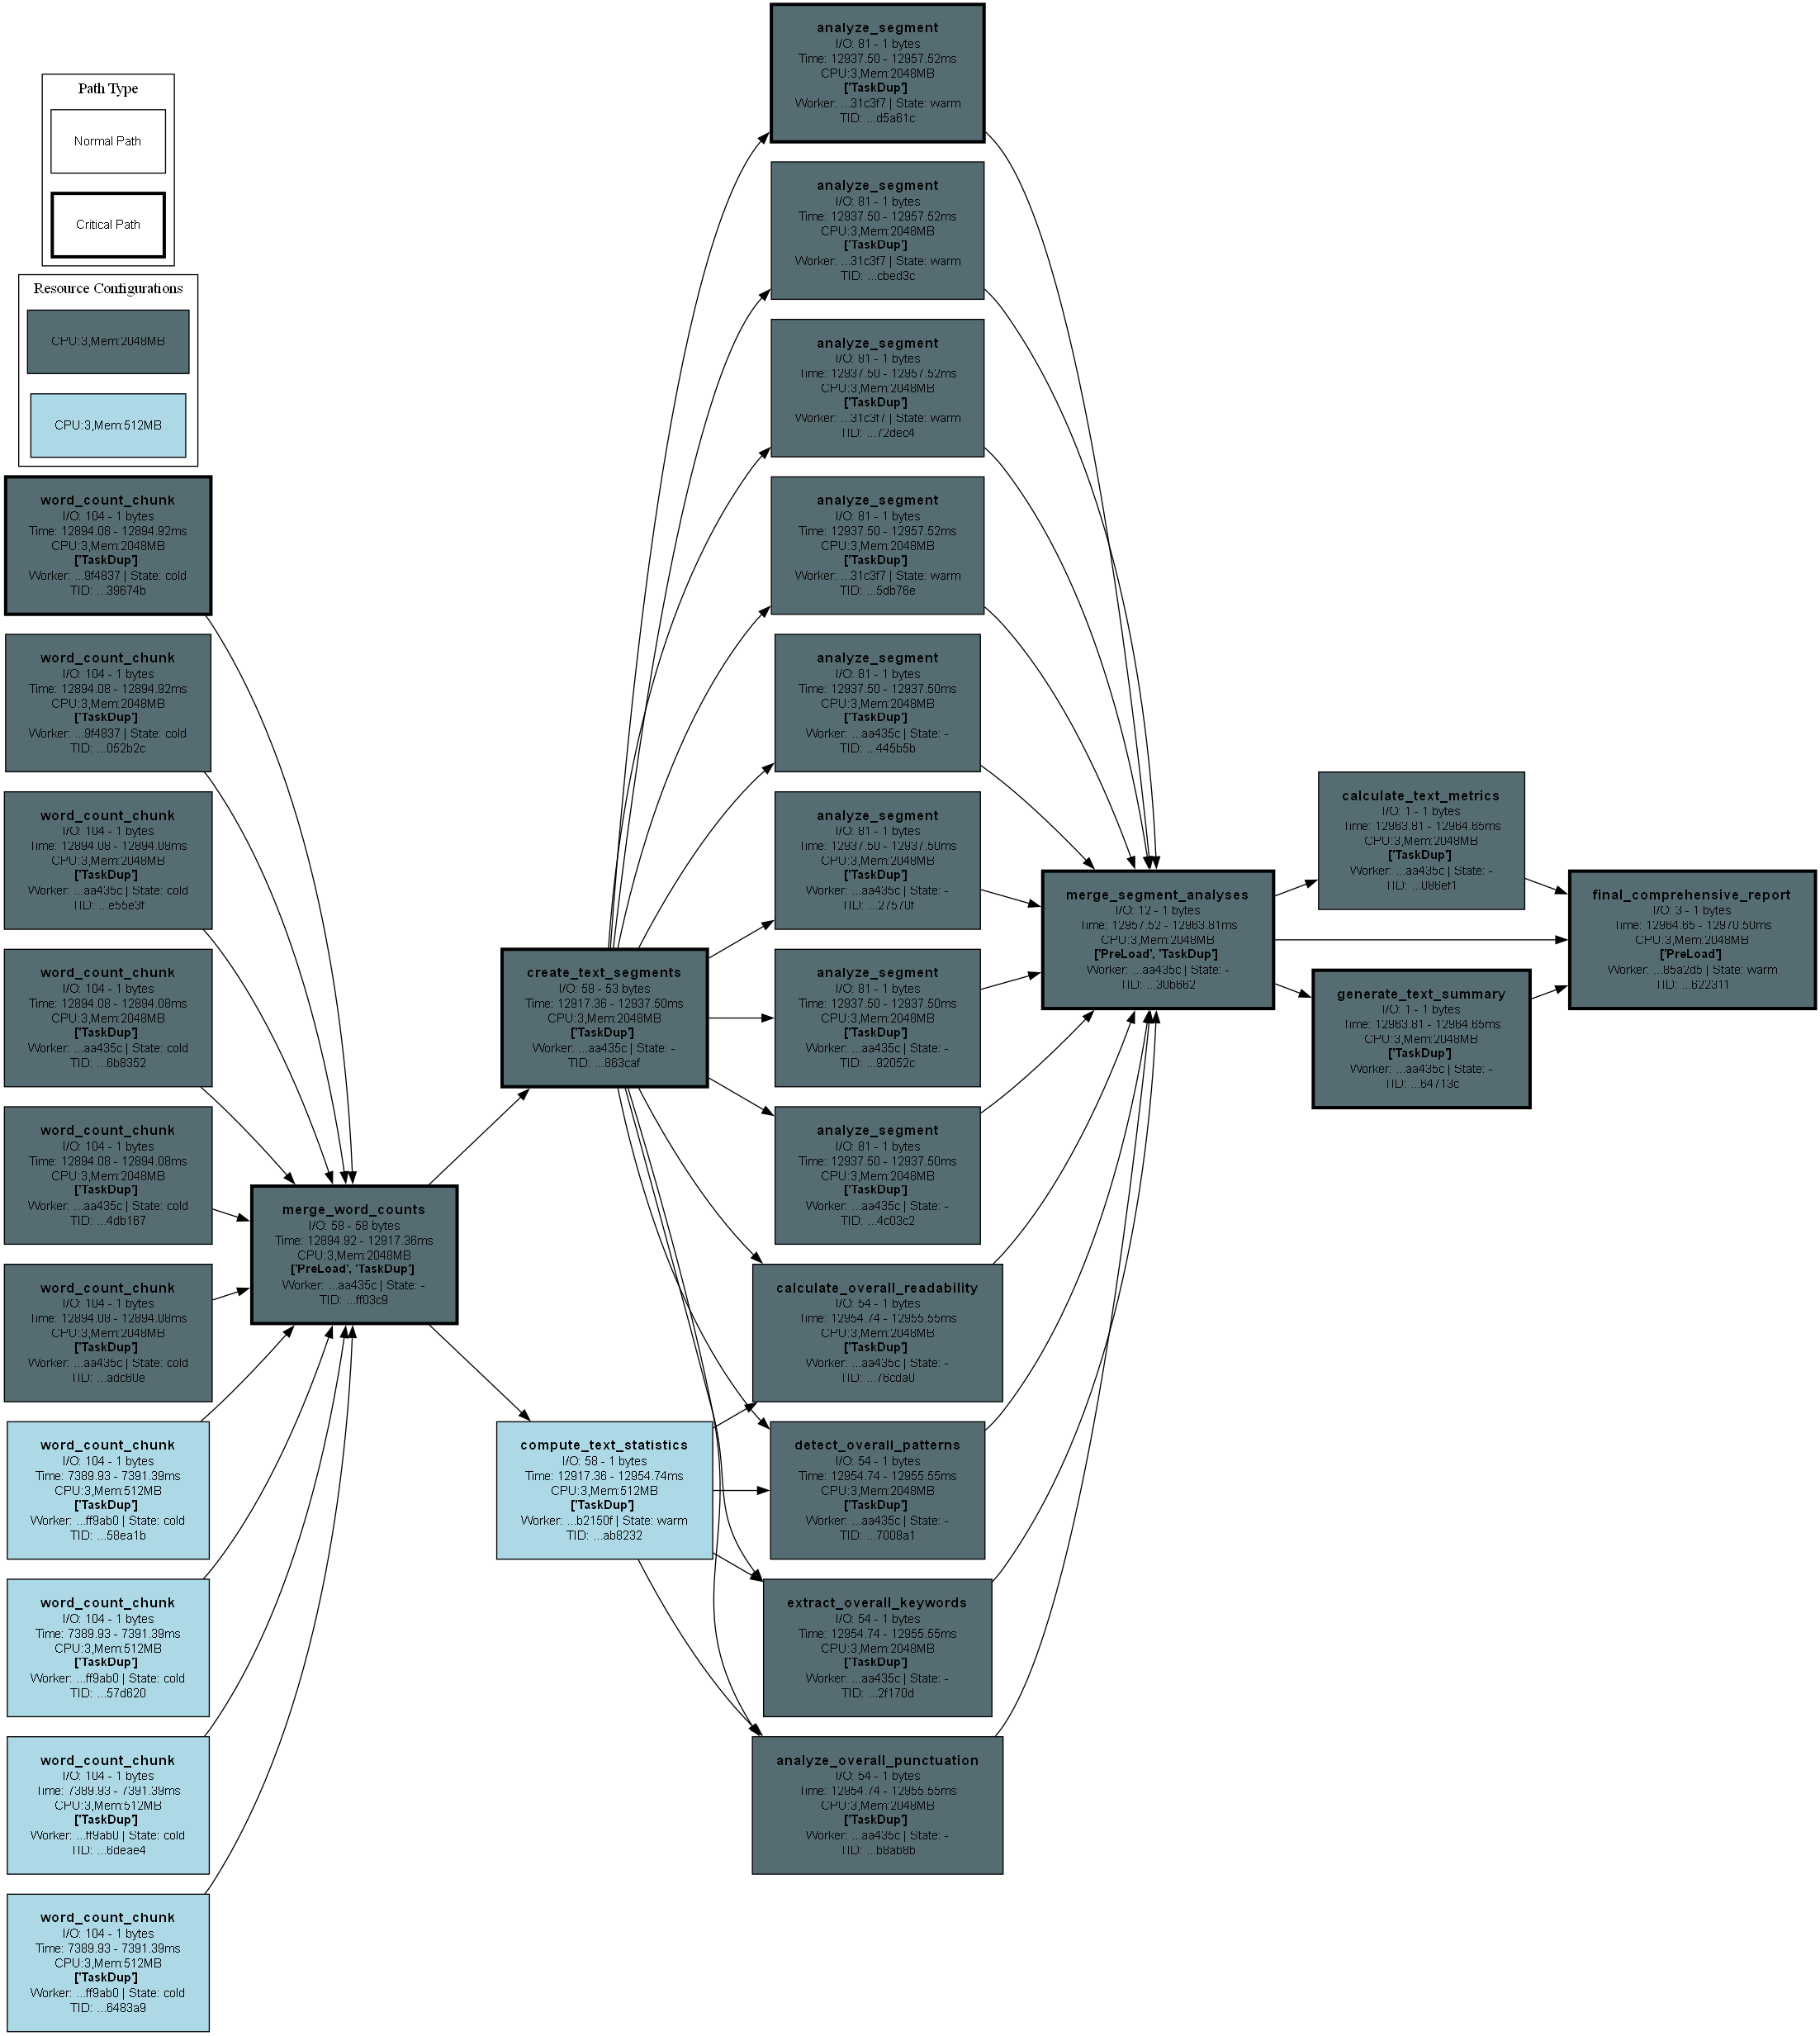 Path Type
Normal Path
Critical Path
Resource Configurations
CPU:3,Mem:2048MB
CPU:3,Mem:512MB
word_count_chunk
I/O: 104 - 1 bytes
Time: 12894.08 - 12894.92ms
CPU:3,Mem:2048MB
['TaskDup']
Worker: ...9f4837 | State: cold
TID: ...39674b
word_count_chunk
I/O: 104 - 1 bytes
Time: 12894.08 - 12894.92ms
CPU:3,Mem:2048MB
['TaskDup']
Worker: ...9f4837 | State: cold
TID: ...052b2c
word_count_chunk
I/O: 104 - 1 bytes
Time: 12894.08 - 12894.08ms
CPU:3,Mem:2048MB
['TaskDup']
Worker: ...aa435c | State: cold
TID: ...e55e3f
word_count_chunk
I/O: 104 - 1 bytes
Time: 12894.08 - 12894.08ms
CPU:3,Mem:2048MB
['TaskDup']
Worker: ...aa435c | State: cold
TID: ...6b8352
word_count_chunk
I/O: 104 - 1 bytes
Time: 12894.08 - 12894.08ms
CPU:3,Mem:2048MB
['TaskDup']
Worker: ...aa435c | State: cold
TID: ...4db167
word_count_chunk
I/O: 104 - 1 bytes
Time: 12894.08 - 12894.08ms
CPU:3,Mem:2048MB
['TaskDup']
Worker: ...aa435c | State: cold
TID: ...adc60e
word_count_chunk
I/O: 104 - 1 bytes
Time: 7389.93 - 7391.39ms
CPU:3,Mem:512MB
['TaskDup']
Worker: ...ff9ab0 | State: cold
TID: ...58ea1b
word_count_chunk
I/O: 104 - 1 bytes
Time: 7389.93 - 7391.39ms
CPU:3,Mem:512MB
['TaskDup']
Worker: ...ff9ab0 | State: cold
TID: ...57d620
word_count_chunk
I/O: 104 - 1 bytes
Time: 7389.93 - 7391.39ms
CPU:3,Mem:512MB
['TaskDup']
Worker: ...ff9ab0 | State: cold
TID: ...6deae4
word_count_chunk
I/O: 104 - 1 bytes
Time: 7389.93 - 7391.39ms
CPU:3,Mem:512MB
['TaskDup']
Worker: ...ff9ab0 | State: cold
TID: ...6483a9
merge_word_counts
I/O: 58 - 58 bytes
Time: 12894.92 - 12917.36ms
CPU:3,Mem:2048MB
['PreLoad', 'TaskDup']
Worker: ...aa435c | State: -
TID: ...ff03c9
create_text_segments
I/O: 58 - 53 bytes
Time: 12917.36 - 12937.50ms
CPU:3,Mem:2048MB
['TaskDup']
Worker: ...aa435c | State: -
TID: ...863caf
compute_text_statistics
I/O: 58 - 1 bytes
Time: 12917.36 - 12954.74ms
CPU:3,Mem:512MB
['TaskDup']
Worker: ...b2150f | State: warm
TID: ...ab8232
analyze_segment
I/O: 81 - 1 bytes
Time: 12937.50 - 12957.52ms
CPU:3,Mem:2048MB
['TaskDup']
Worker: ...31c3f7 | State: warm
TID: ...d5a61c
analyze_segment
I/O: 81 - 1 bytes
Time: 12937.50 - 12957.52ms
CPU:3,Mem:2048MB
['TaskDup']
Worker: ...31c3f7 | State: warm
TID: ...cbed3c
analyze_segment
I/O: 81 - 1 bytes
Time: 12937.50 - 12957.52ms
CPU:3,Mem:2048MB
['TaskDup']
Worker: ...31c3f7 | State: warm
TID: ...72dec4
analyze_segment
I/O: 81 - 1 bytes
Time: 12937.50 - 12957.52ms
CPU:3,Mem:2048MB
['TaskDup']
Worker: ...31c3f7 | State: warm
TID: ...5db76e
analyze_segment
I/O: 81 - 1 bytes
Time: 12937.50 - 12937.50ms
CPU:3,Mem:2048MB
['TaskDup']
Worker: ...aa435c | State: -
TID: ...445b5b
analyze_segment
I/O: 81 - 1 bytes
Time: 12937.50 - 12937.50ms
CPU:3,Mem:2048MB
['TaskDup']
Worker: ...aa435c | State: -
TID: ...27570f
analyze_segment
I/O: 81 - 1 bytes
Time: 12937.50 - 12937.50ms
CPU:3,Mem:2048MB
['TaskDup']
Worker: ...aa435c | State: -
TID: ...92052c
analyze_segment
I/O: 81 - 1 bytes
Time: 12937.50 - 12937.50ms
CPU:3,Mem:2048MB
['TaskDup']
Worker: ...aa435c | State: -
TID: ...4c03c2
calculate_overall_readability
I/O: 54 - 1 bytes
Time: 12954.74 - 12955.55ms
CPU:3,Mem:2048MB
['TaskDup']
Worker: ...aa435c | State: -
TID: ...76cda0
detect_overall_patterns
I/O: 54 - 1 bytes
Time: 12954.74 - 12955.55ms
CPU:3,Mem:2048MB
['TaskDup']
Worker: ...aa435c | State: -
TID: ...7008a1
extract_overall_keywords
I/O: 54 - 1 bytes
Time: 12954.74 - 12955.55ms
CPU:3,Mem:2048MB
['TaskDup']
Worker: ...aa435c | State: -
TID: ...2f170d
analyze_overall_punctuation
I/O: 54 - 1 bytes
Time: 12954.74 - 12955.55ms
CPU:3,Mem:2048MB
['TaskDup']
Worker: ...aa435c | State: -
TID: ...b8ab8b
merge_segment_analyses
I/O: 12 - 1 bytes
Time: 12957.52 - 12963.81ms
CPU:3,Mem:2048MB
['PreLoad', 'TaskDup']
Worker: ...aa435c | State: -
TID: ...30b662
calculate_text_metrics
I/O: 1 - 1 bytes
Time: 12963.81 - 12964.65ms
CPU:3,Mem:2048MB
['TaskDup']
Worker: ...aa435c | State: -
TID: ...086ef1
generate_text_summary
I/O: 1 - 1 bytes
Time: 12963.81 - 12964.65ms
CPU:3,Mem:2048MB
['TaskDup']
Worker: ...aa435c | State: -
TID: ...64713c
final_comprehensive_report
I/O: 3 - 1 bytes
Time: 12964.65 - 12970.50ms
CPU:3,Mem:2048MB
['PreLoad']
Worker: ...85a2d5 | State: warm
TID: ...622311